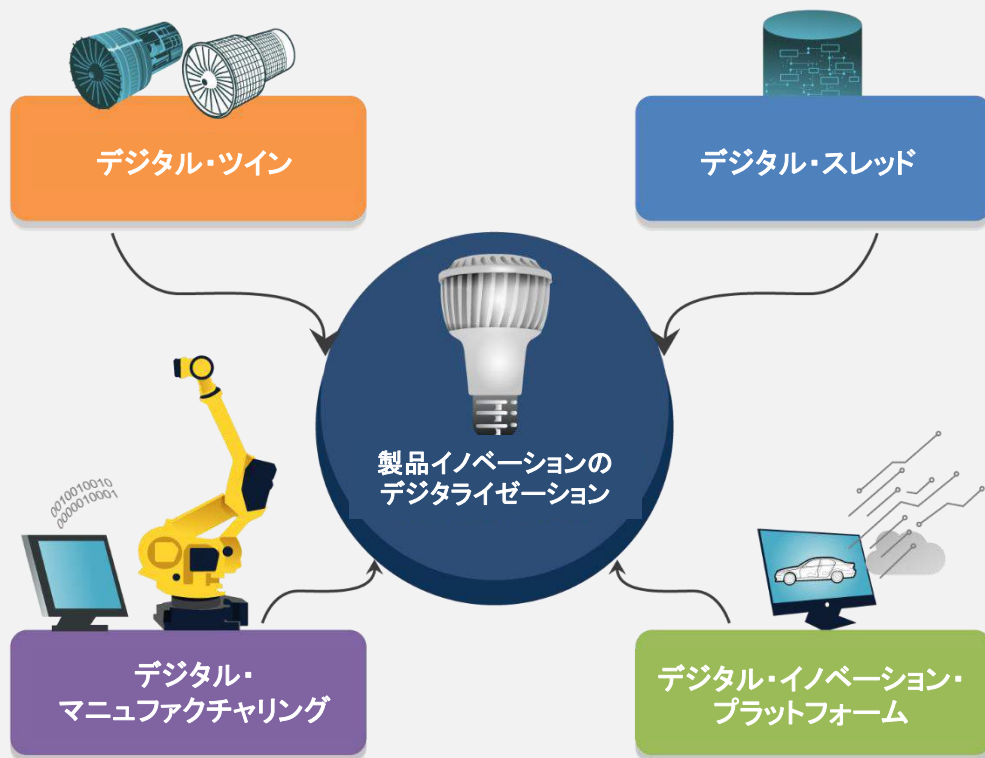 デジタル・ツイン
デジタル・スレッド
製品イノベーションの
デジタライゼーション
0010010010
0000010001
デジタル・
マニュファクチャリング
デジタル・イノベーション・
プラットフォーム